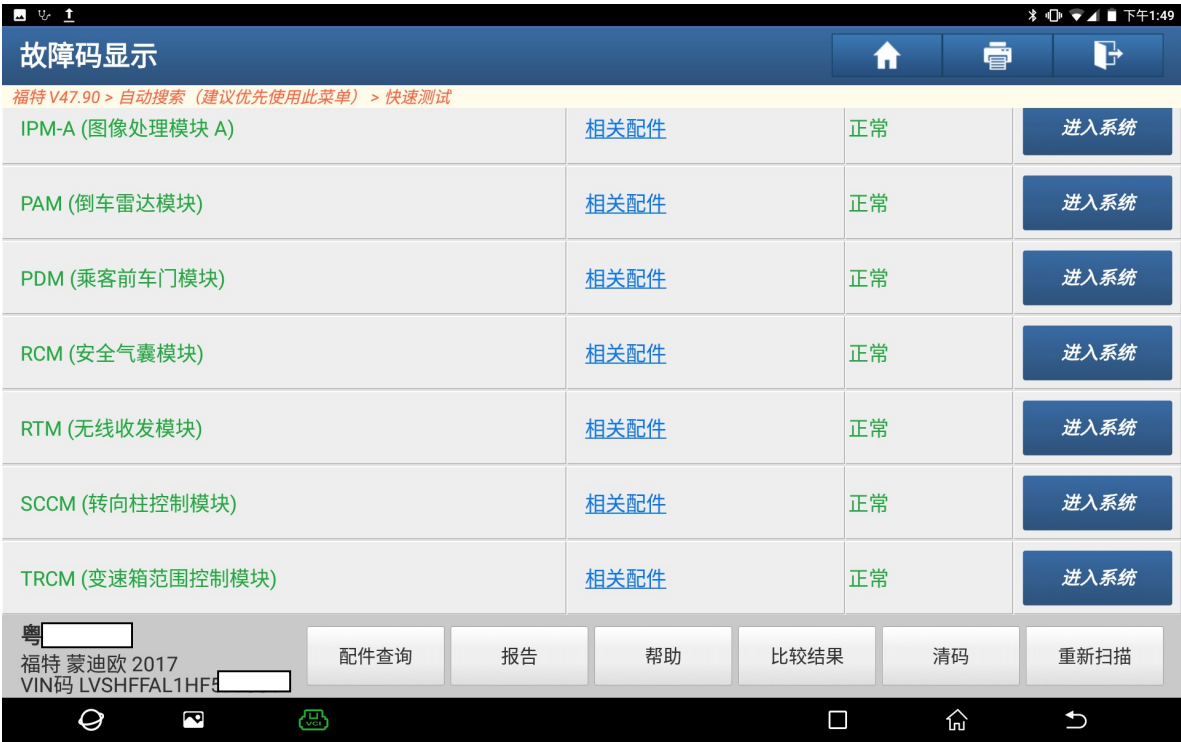 下午1:49
故障码显示
福特 V47.90 > 自动搜索（建议优先使用此菜单） > 快速测试
IPM-A (图像处理模块 A) 相关配件 正常 进入系统
PAM (倒车雷达模块) 相关配件 正常 进入系统
PDM (乘客前车门模块) 相关配件 正常 进入系统
RCM (安全气囊模块) 相关配件 正常 进入系统
RTM (无线收发模块) 相关配件 正常 进入系统
SCCM (转向柱控制模块) 相关配件 正常 进入系统
TRCM (变速箱范围控制模块) 相关配件 正常 进入系统
粤
福特 蒙迪欧 2017
VIN码 LVSHFFAL1HF5
配件查询 报告 帮助 比较结果 清码 重新扫描
VCI